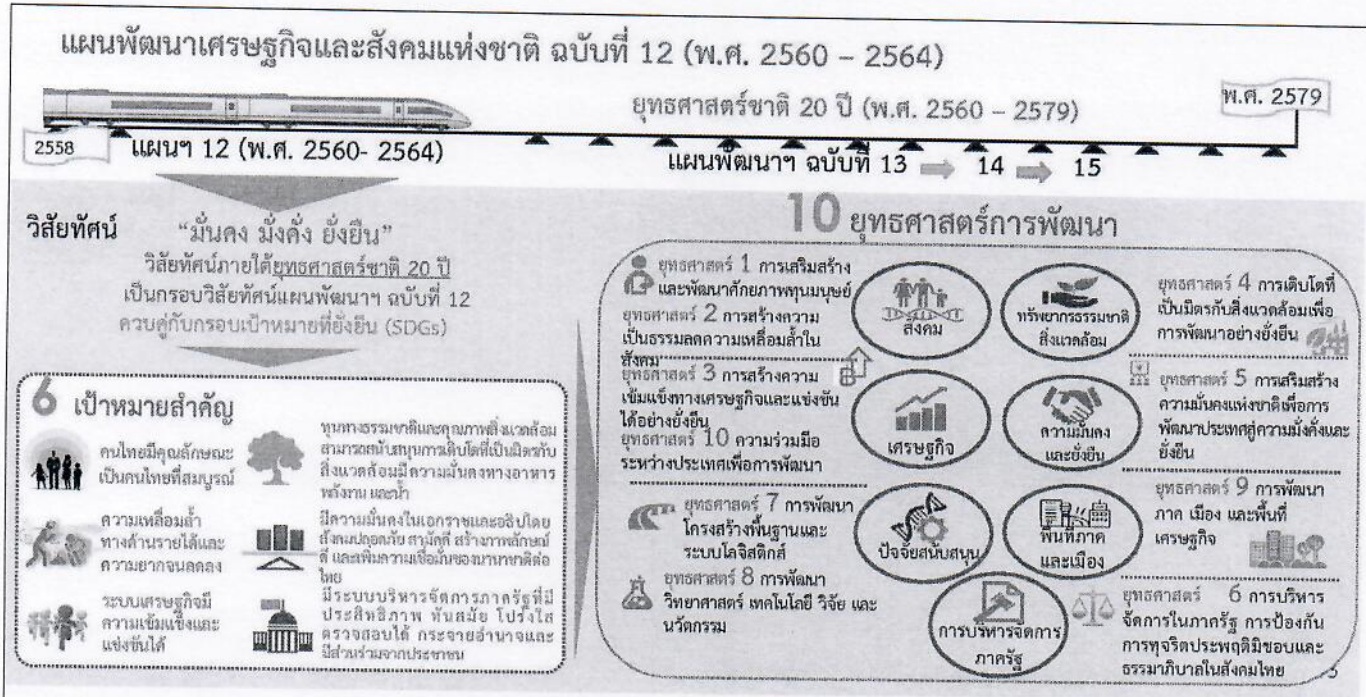 แผนพัฒนาเศรษฐกิจและสังคมแห่งชาติ ฉบับที่ 12 (พ.ศ. 2560 – 2564)
ยุทธศาสตร์ชาติ 20 ปี (พ.ศ. 2560 – 2579)
พ.ศ. 2579
2558
แผนฯ 12 (พ.ศ. 2560- 2564)
แผนพัฒนาฯ ฉบับที่ 13
14
15
วิสัยทัศน์
“มั่นคง มั่งคั่ง ยั่งยืน”
วิสัยทัศน์ภายใต้ยุทธศาสตร์ชาติ 20 ปี
เป็นกรอบวิสัยทัศน์แผนพัฒนาฯ ฉบับที่ 12
ควบคู่กับกรอบเป้าหมายที่ยั่งยืน (SDGs)
6 เป้าหมายสำคัญ
คนไทยมีคุณลักษณะ
เป็นคนไทยที่สมบูรณ์
ความเหลื่อมล้ำ
ทางด้านรายได้และ
ความยากจนลดลง
ระบบเศรษฐกิจมี
ความเข้มแข็งและ
แข่งขันได้
ทุนทางธรรมชาติและคุณภาพสิ่งแวดล้อม
สามารถสนับสนุนการเติบโตที่เป็นมิตรกับ
สิ่งแวดล้อมมีความมั่นคงทางอาหาร
พลังงาน และน้ำ
มีความมั่นคงในเอกราชและอธิปไตย
สังคมปลอดภัย สามัคคี สร้างภาพลักษณ์
ดี และเพิ่มความเชื่อมั่นของนานาชาติต่อ
ไทย
มีระบบบริหารจัดการภาครัฐที่มี
ประสิทธิภาพ ทันสมัย โปร่งใส
ตรวจสอบได้ กระจายอำนาจและ
มีส่วนร่วมจากประชาชน
10 ยุทธศาสตร์การพัฒนา
ยุทธศาสตร์ 1 การเสริมสร้าง
และพัฒนาศักยภาพทุนมนุษย์
ยุทธศาสตร์ 2 การสร้างความ
เป็นธรรมลดความเหลื่อมล้ำใน
สังคม
ยุทธศาสตร์ 3 การสร้างความ
เข้มแข็งทางเศรษฐกิจและแข่งขัน
ได้อย่างยั่งยืน
ยุทธศาสตร์ 10 ความร่วมมือ
ระหว่างประเทศเพื่อการพัฒนา
ยุทธศาสตร์ 7 การพัฒนา
โครงสร้างพื้นฐานและ
ระบบโลจิสติกส์
ยุทธศาสตร์ 8 การพัฒนา
วิทยาศาสตร์ เทคโนโลยี วิจัย และ
นวัตกรรม
สังคม
ทรัพยากรธรรมชาติ
สิ่งแวดล้อม
เศรษฐกิจ
ความมั่นคง
และยั่งยืน
ปัจจัยสนับสนุน
พื้นที่ภาค
และเมือง
การบริหารจัดการ
ภาครัฐ
ยุทธศาสตร์ 4 การเติบโตที่
เป็นมิตรกับสิ่งแวดล้อมเพื่อ
การพัฒนาอย่างยั่งยืน
ยุทธศาสตร์ 5 การเสริมสร้าง
ความมั่นคงแห่งชาติเพื่อการ
พัฒนาประเทศสู่ความมั่งคั่งและ
ยั่งยืน
ยุทธศาสตร์ 9 การพัฒนา
ภาค เมือง และพื้นที่
เศรษฐกิจ
ยุทธศาสตร์ 6 การบริหาร
จัดการในภาครัฐ การป้องกัน
การทุจริตประพฤติมิชอบและ
ธรรมาภิบาลในสังคมไทย